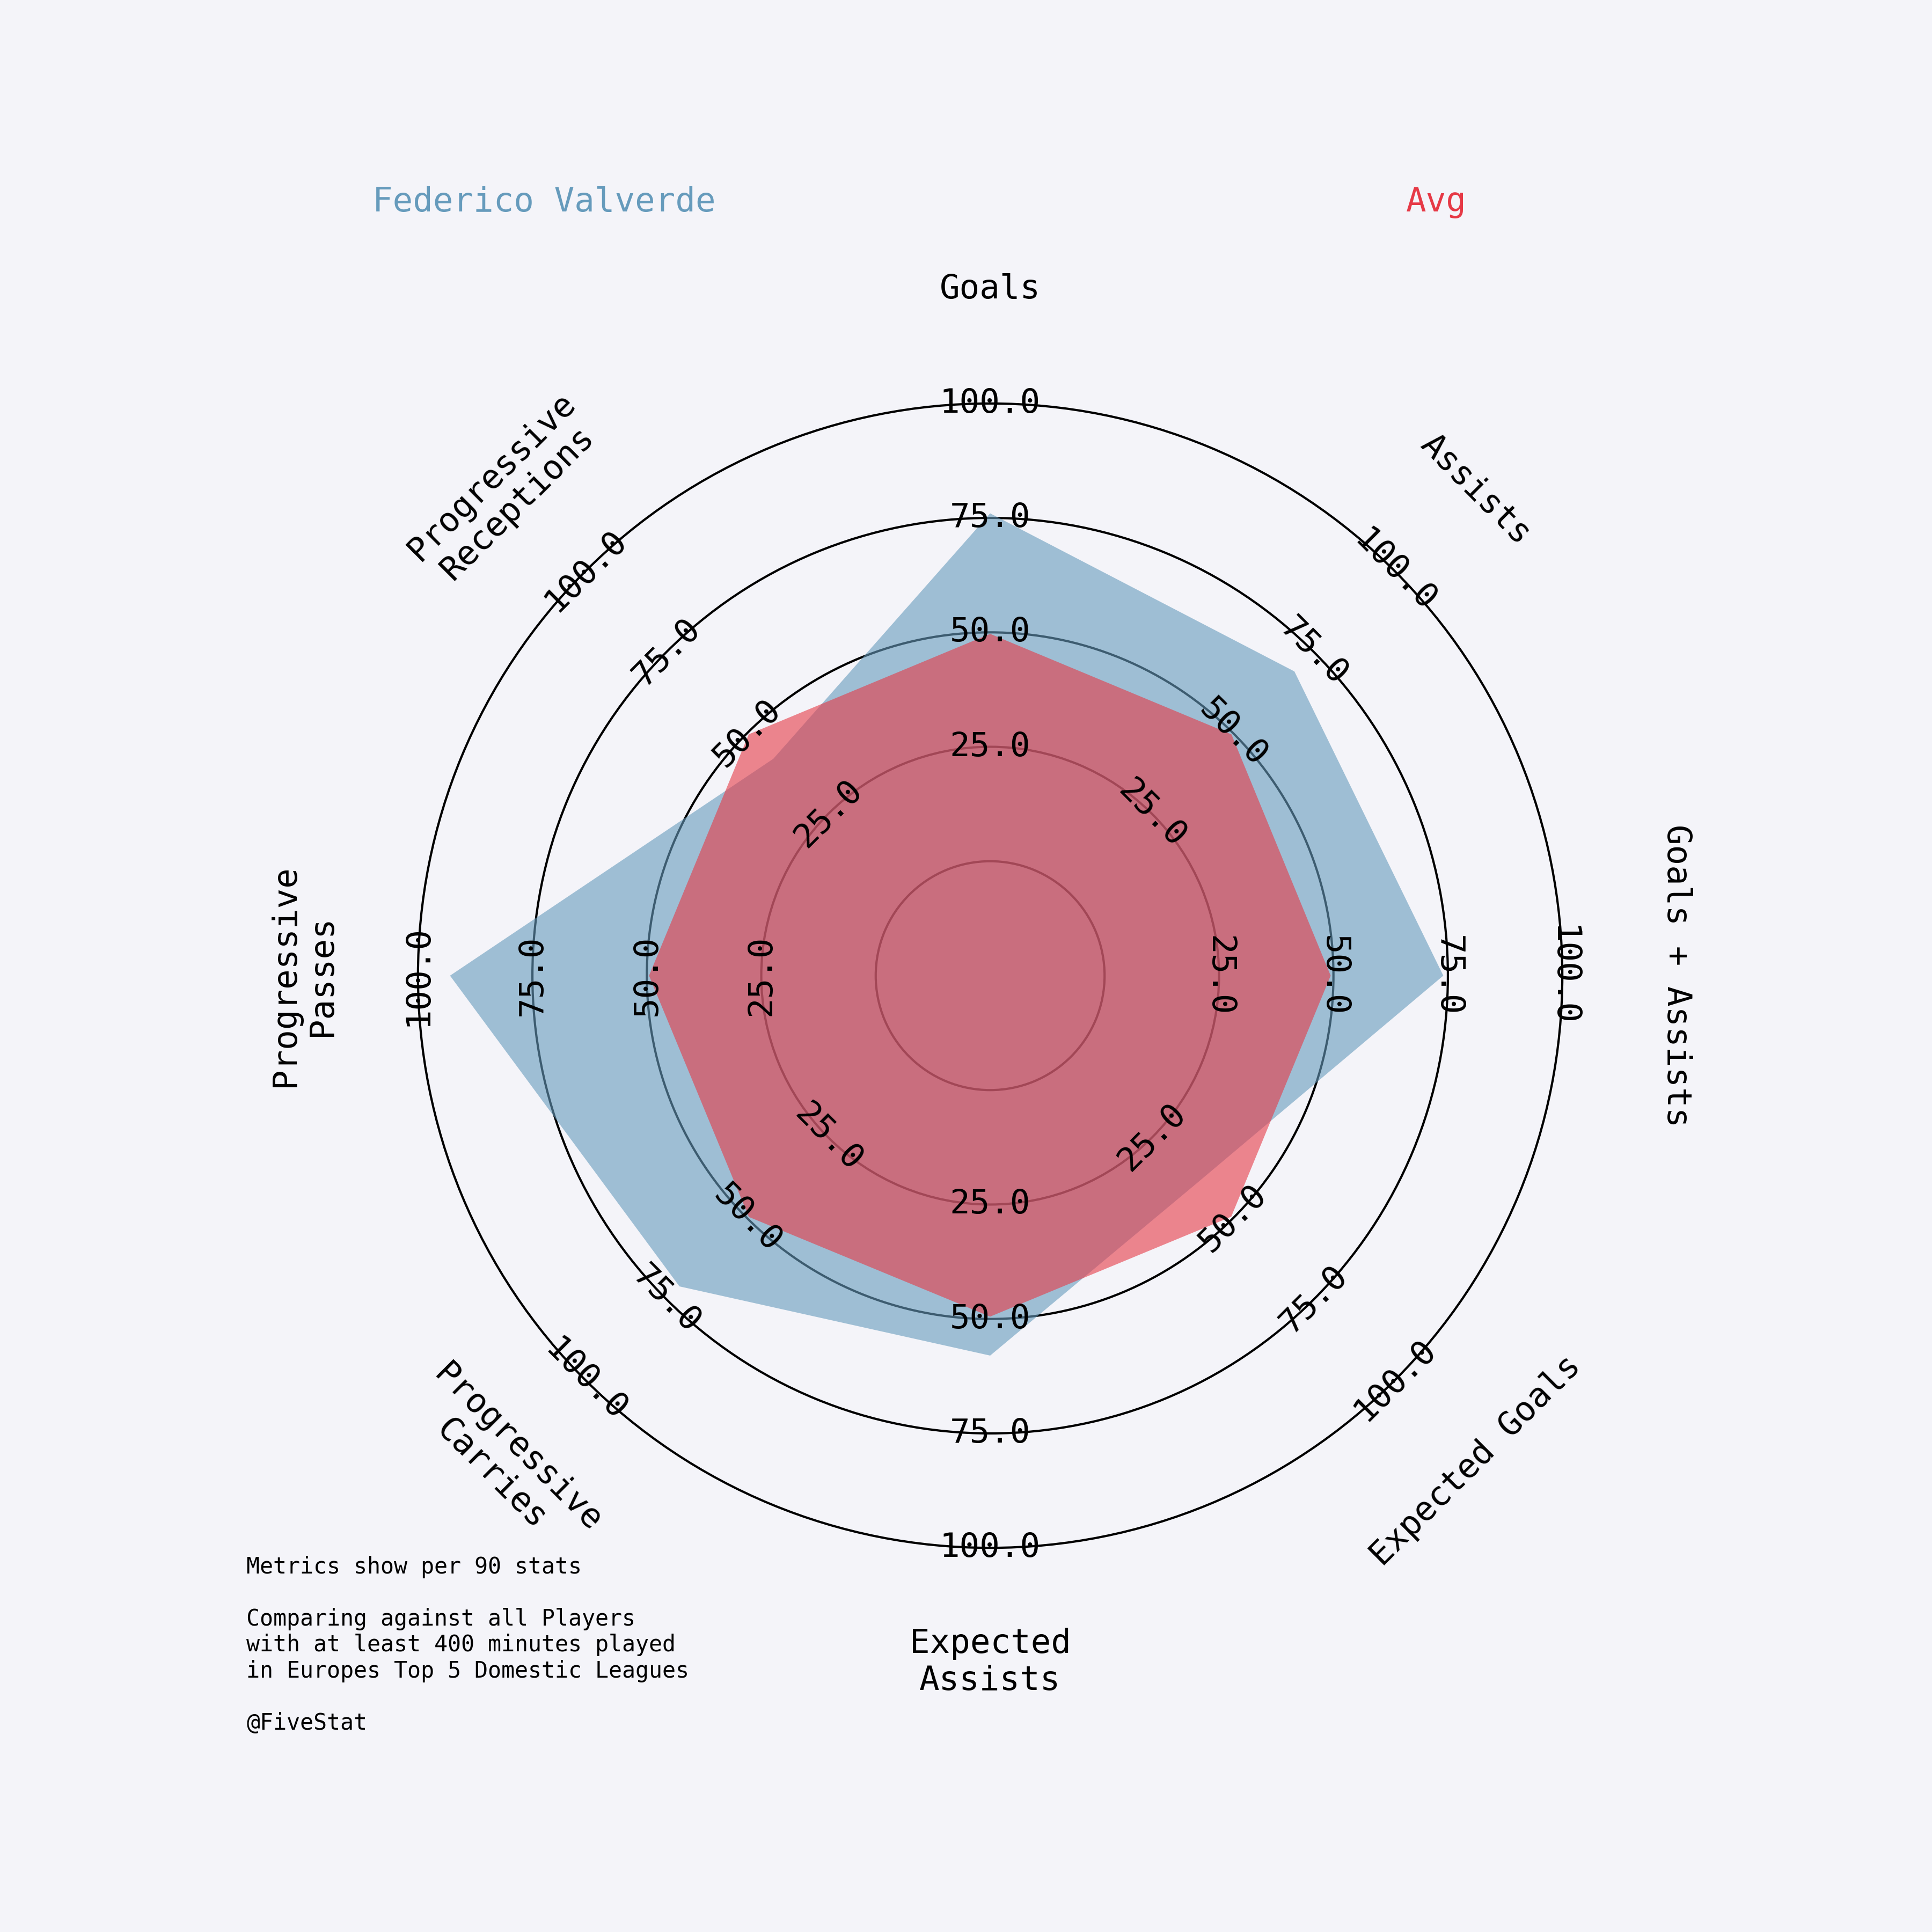 Federico Valverde
Avg
Goals
Assists
Goals + Assists
Expected Goals
Expected
Assists
Progressive
Carries
Progressive
Passes
Progressive
Receptions
25.0
50.0
75.0
100.0
25.0
50.0
75.0
100.0
25.0
50.0
75.0
100.0
25.0
50.0
75.0
100.0
25.0
50.0
75.0
100.0
25.0
50.0
75.0
100.0
25.0
50.0
75.0
100.0
25.0
50.0
75.0
100.0
Metrics show per 90 stats
Comparing against all Players
with at least 400 minutes played
in Europes Top 5 Domestic Leagues
@FiveStat